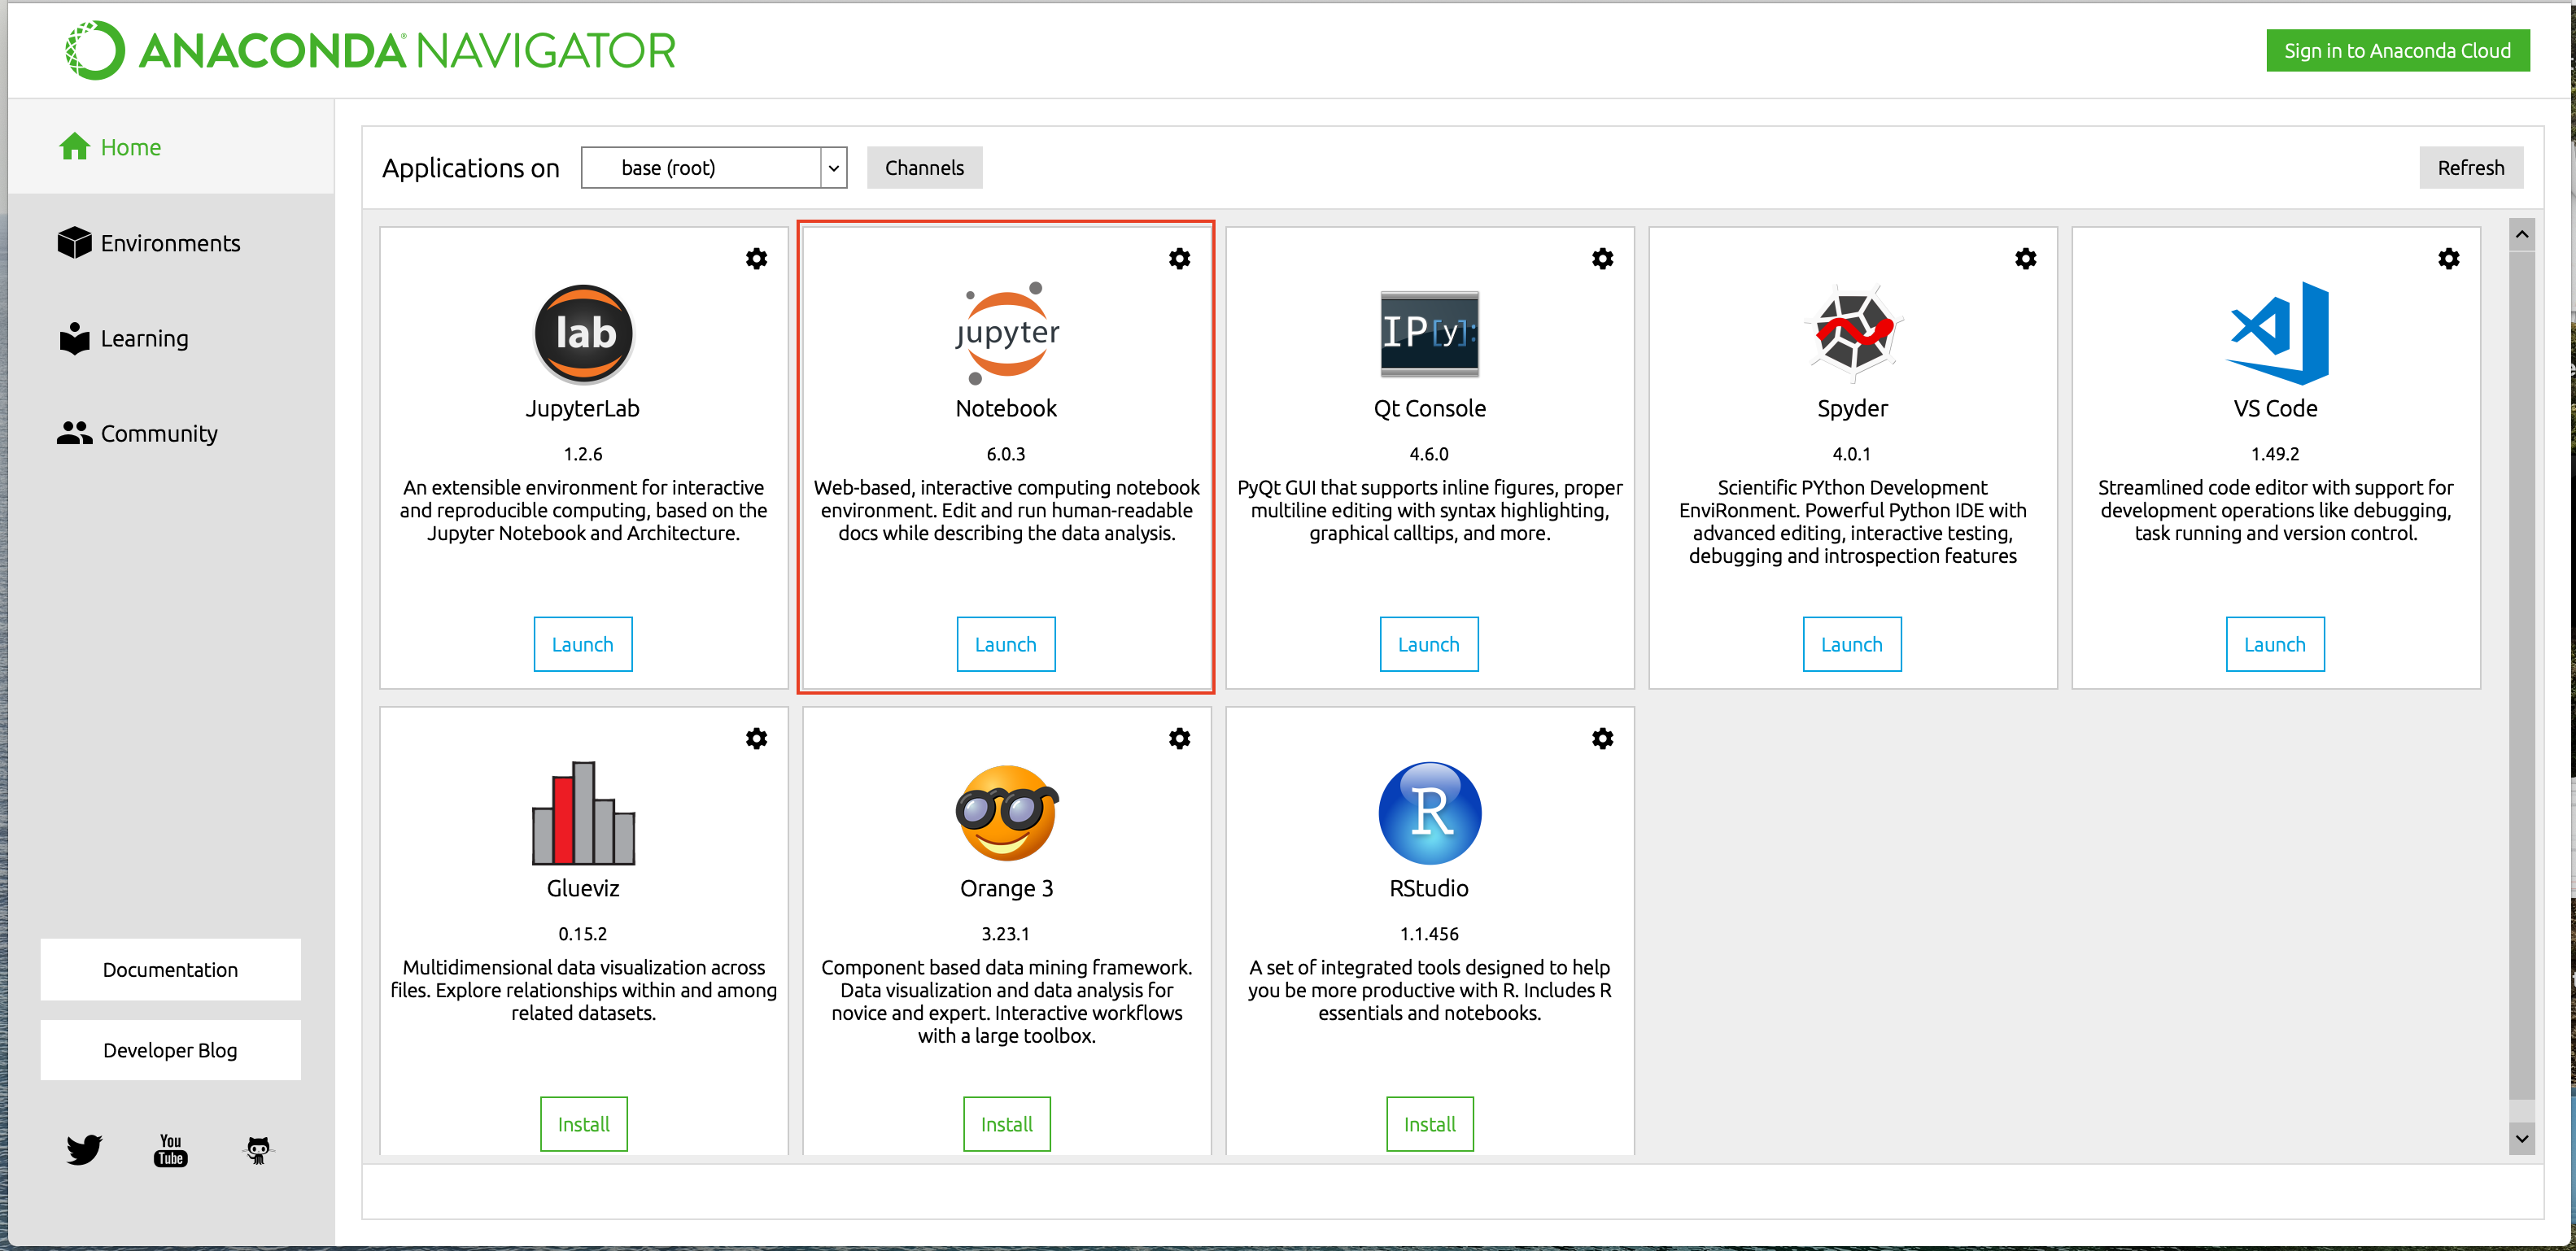 ANACONDA NAVIGATOR
Sign in to Anaconda Cloud
Home
Environments
Learning
Community
Documentation
Developer Blog
You
Tube
Applications on
base (root)
Channels
Refresh
lab
JupyterLab
1.2.6
An extensible environment for interactive
and reproducible computing, based on the
Jupyter Notebook and Architecture.
Launch
jupyter
Notebook
6.0.3
Web-based, interactive computing notebook
environment. Edit and run human-readable
docs while describing the data analysis.
Launch
IP[y]:
Qt Console
4.6.0
PyQt GUI that supports inline figures, proper
multiline editing with syntax highlighting,
graphical calltips, and more.
Launch
Spyder
4.0.1
Scientific PYthon Development
EnviRonment. Powerful Python IDE with
advanced editing, interactive testing,
debugging and introspection features
Launch
VS Code
1.49.2
Streamlined code editor with support for
development operations like debugging,
task running and version control.
Launch
Glueviz
0.15.2
Multidimensional data visualization across
files. Explore relationships within and among
related datasets.
Install
Orange 3
3.23.1
Component based data mining framework.
Data visualization and data analysis for
novice and expert. Interactive workflows
with a large toolbox.
Install
R
RStudio
1.1.456
A set of integrated tools designed to help
you be more productive with R. Includes R
essentials and notebooks.
Install